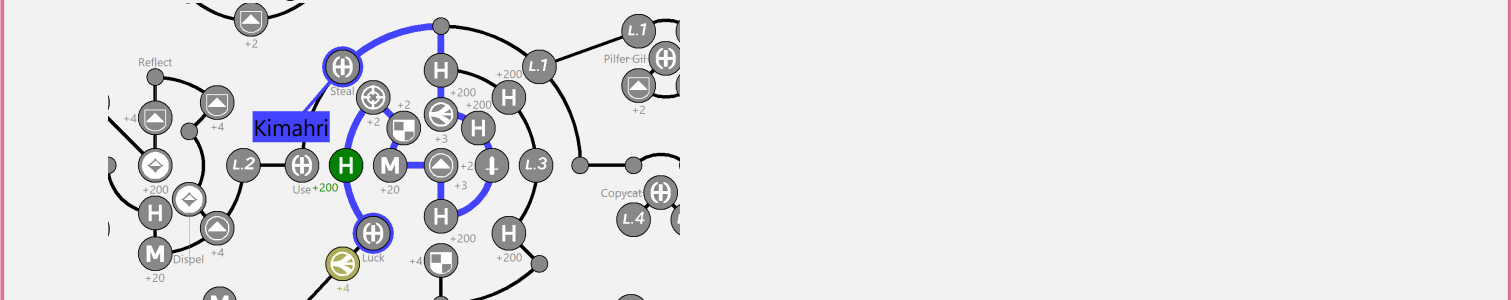 +2
Reflect
L.1
Pilfer Gil
H
+200
L.1
Steal
+200
H
+2
+200
+4
+4
+2
+2
H
Kimahri
+3
L.2
Use
H
+200
M
+20
+2
+3
L.3
+200
H
H
+200
Copycat
L.4
H
+200
M
+20
Dispel
+4
Luck
+4
+4
M